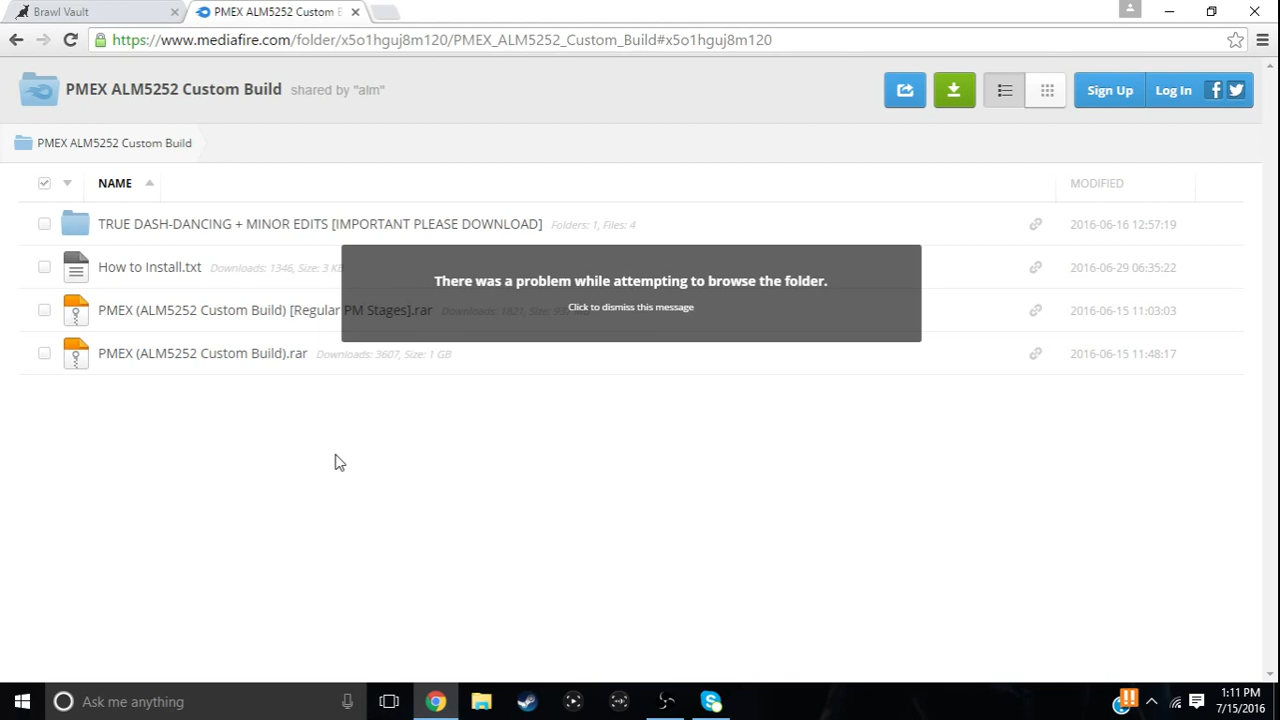 Brawl Vault
PMEX ALM5252 Custom B
https://www.mediafire.com/folder/x5o1hguj8m120/PMEX_ALM5252_Custom_Build#x5o1hguj8m120
PMEX ALM5252 Custom Build shared by "alm"
Sign Up
Log In
PMEX ALM5252 Custom Build
NAME
MODIFIED
TRUE DASH-DANCING + MINOR EDITS [IMPORTANT PLEASE DOWNLOAD] Folders: 1, Files: 4
2016-06-16 12:57:19
How to Install.txt Downloads: 1346, Size: 3 KB
2016-06-29 06:35:22
There was a problem while attempting to browse the folder.
Click to dismiss this message
PMEX (ALM5252 Custom Build) [Regular PM Stages].rar Downloads: 1821, Size:
2016-06-15 11:03:03
PMEX (ALM5252 Custom Build).rar Downloads: 3607, Size: 1 GB
2016-06-15 11:48:17
Ask me anything
1:11 PM
7/15/2016